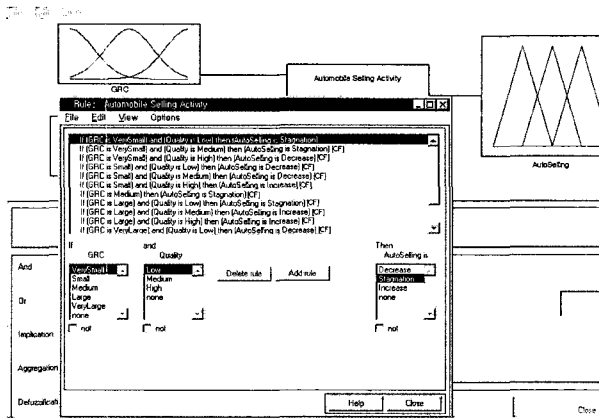 File Edit View
GRC
Automobile Selling Activity
AutoSelling
Rule: Automobile Selling Activity
File Edit View Options
If (GRC is VerySmall) and (Quality is Low) then (AutoSelling is Stagnation)
If (GRC is VerySmall) and (Quality is Medium) then (AutoSelling is Stagnation) (CF)
If (GRC is VerySmall) and (Quality is High) then (AutoSelling is Decrease) (CF)
If (GRC is Small) and (Quality is Low) then (AutoSelling is Decrease) (CF)
If (GRC is Small) and (Quality is Medium) then (AutoSelling is Decrease) (CF)
If (GRC is Small) and (Quality is High) then (AutoSelling is Increase) (CF)
If (GRC is Medium) then (AutoSelling is Stagnation) (CF)
If (GRC is Large) and (Quality is Low) then (AutoSelling is Stagnation) (CF)
If (GRC is Large) and (Quality is Medium) then (AutoSelling is Increase) (CF)
If (GRC is Large) and (Quality is High) then (AutoSelling is Increase) (CF)
If (GRC is VeryLarge) and (Quality is Low) then (AutoSelling is Decrease) (CF)
If and Then
GRC Quality AutoSelling is
VerySmall
Small
Medium
Large
VeryLarge
none
not
Low
Medium
High
none
Delete rule Add rule
Decrease
Stagnation
Increase
none
not
And
Or
Implication
Aggregation
Defuzzificati
Help Close
Close